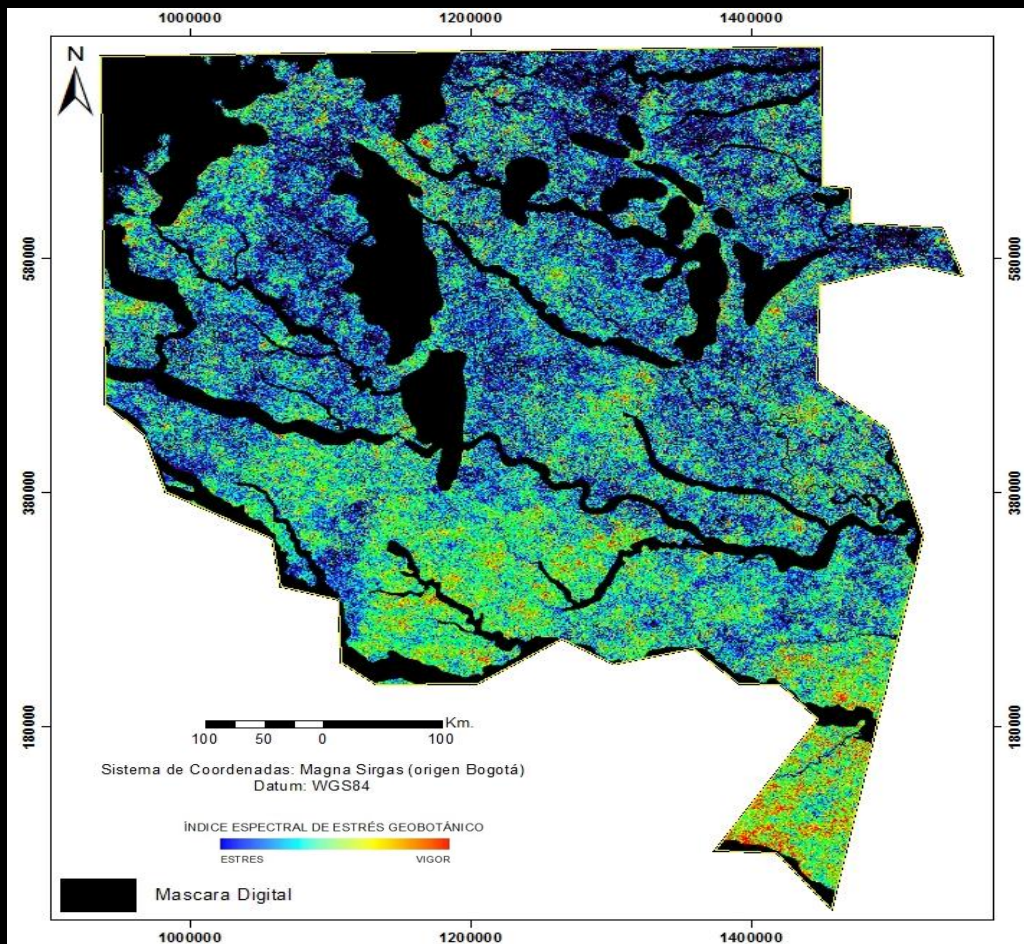 1000000 1200000 1400000
N
580000 580000
380000 380000
180000 180000
Km.
100 50 0 100
Sistema de Coordenadas: Magna Sirgas (origen Bogotá)
Datum: WGS84
ÍNDICE ESPECTRAL DE ESTRÉS GEOBOTÁNICO
ESTRES VIGOR
Mascara Digital
1000000 1200000 1400000